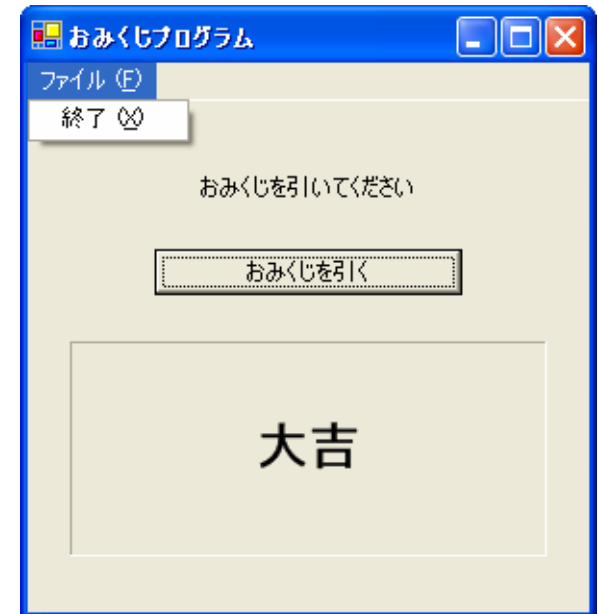 おみくじプログラム
ファイル (F)
終了 (X)
おみくじを引いてください
おみくじを引く
大吉